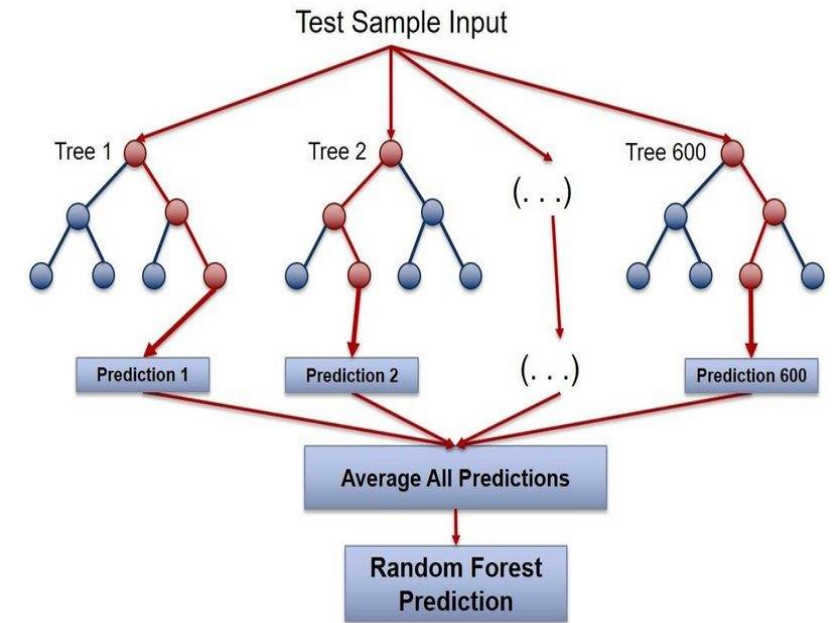 Test Sample Input
Tree 1
Tree 2
Tree 600
(. . .)
Prediction 1
Prediction 2
(. . .)
Prediction 600
Average All Predictions
Random Forest
Prediction